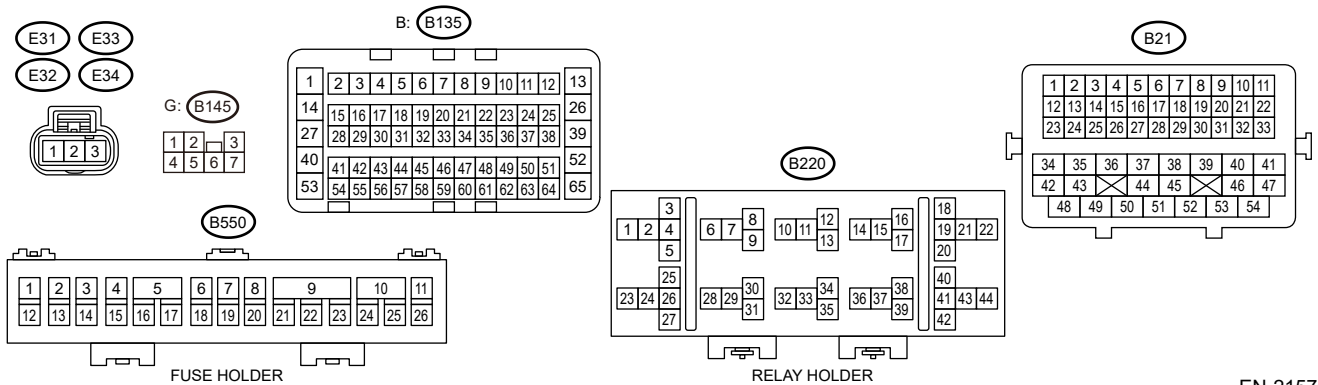 B: B135
B21
E31 E33
E32 E34
G: B145
1 2 3
4 5 6 7
1 2 3
1 2 3 4 5 6 7 8 9 10 11 12 13
14 15 16 17 18 19 20 21 22 23 24 25 26
27 28 29 30 31 32 33 34 35 36 37 38 39
40 41 42 43 44 45 46 47 48 49 50 51 52
53 54 55 56 57 58 59 60 61 62 63 64 65
1 2 3 4 5 6 7 8 9 10 11
12 13 14 15 16 17 18 19 20 21 22
23 24 25 26 27 28 29 30 31 32 33
34 35 36 37 38 39 40 41
42 43 44 45 46 47
48 49 50 51 52 53 54
B550
1 2 3 4 5 6 7 8 9 10 11
12 13 14 15 16 17 18 19 20 21 22 23 24 25 26
FUSE HOLDER
B220
3 8 12 16 18
1 2 4 6 7 10 11 14 15 19 21 22
5 9 13 17 20
25 30 34 38 40
23 24 26 28 29 32 33 36 37 41 43 44
27 31 35 39 42
RELAY HOLDER